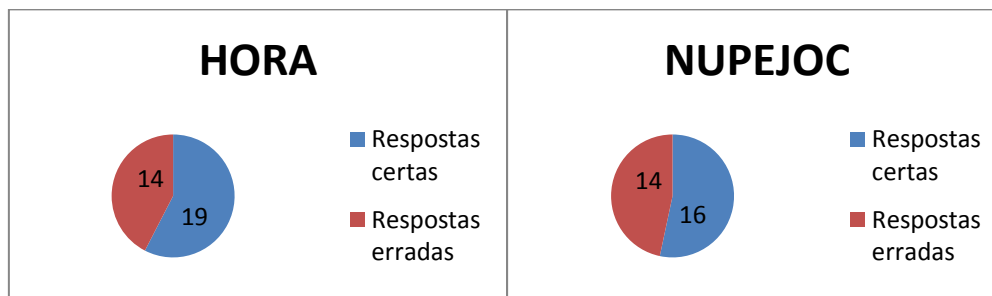 HORA
14
19
Respostas
certas
Respostas
erradas
NUPEJOC
14
16
Respostas
certas
Respostas
erradas